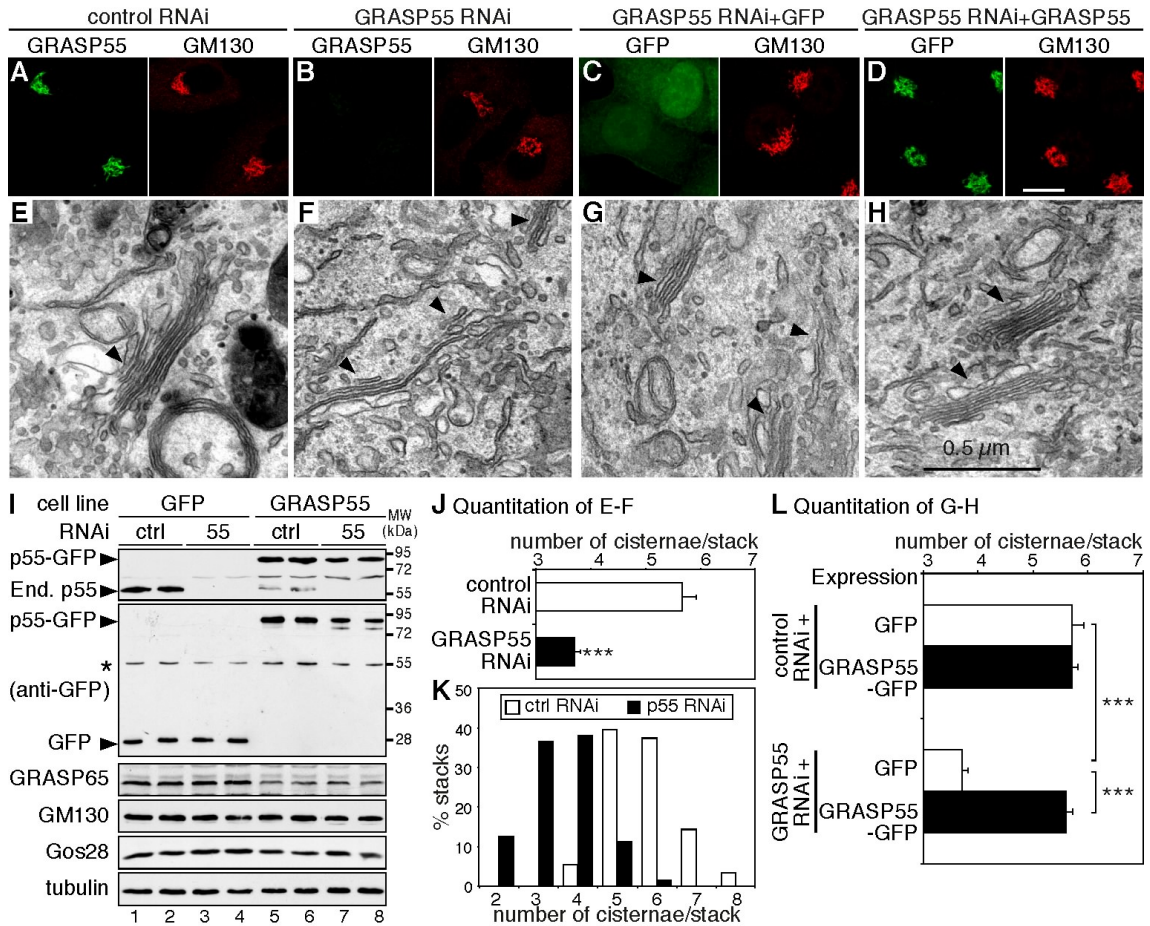 control RNAi GRASP55 RNAi GRASP55 RNAi+GFP GRASP55 RNAi+GRASP55
GRASP55 GM130 GRASP55 GM130 GFP GM130 GFP GM130
A B C D
E F G H
0.5 µm
I cell line GFP GRASP55 MW
RNAi ctrl 55 ctrl 55 (kDa)
p55-GFP 95
72
End. p55 55
p55-GFP 95
72
* 55
(anti-GFP)
36
GFP 28
GRASP65
GM130
Gos28
tubulin
1 2 3 4 5 6 7 8
J Quantitation of E-F
number of cisternae/stack
3 4 5 6 7
control
RNAi
GRASP55
RNAi
***
K
50
40
30
20
10
0
% stacks
ctrl RNAi p55 RNAi
2 3 4 5 6 7 8
number of cisternae/stack
L Quantitation of G-H
number of cisternae/stack
3 4 5 6 7
Expression
control
RNAi +
GFP
GRASP55
-GFP
***
GRASP55
RNAi +
GFP
GRASP55
-GFP
***